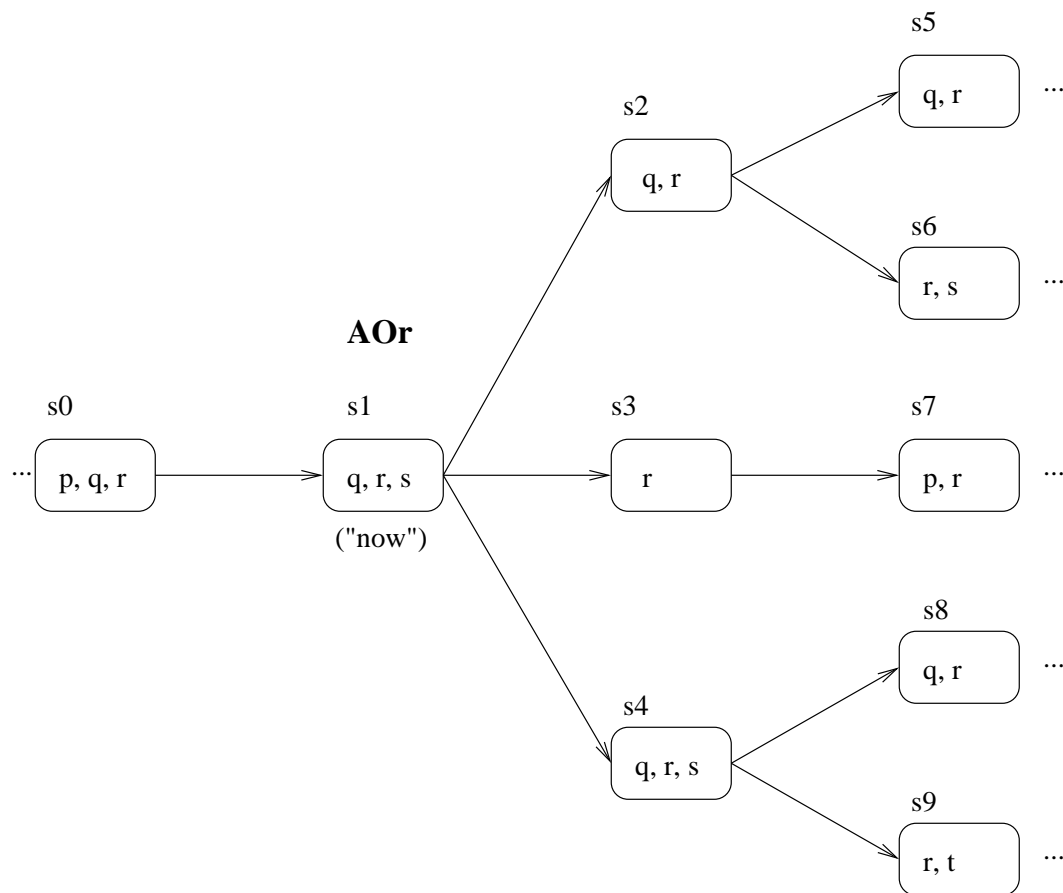 s5
q, r ...
s2
q, r
s6
r, s ...
AOr
s0 s1 s3 s7
... p, q, r q, r, s r p, r ...
("now")
s8
q, r ...
s4
q, r, s
s9
r, t ...